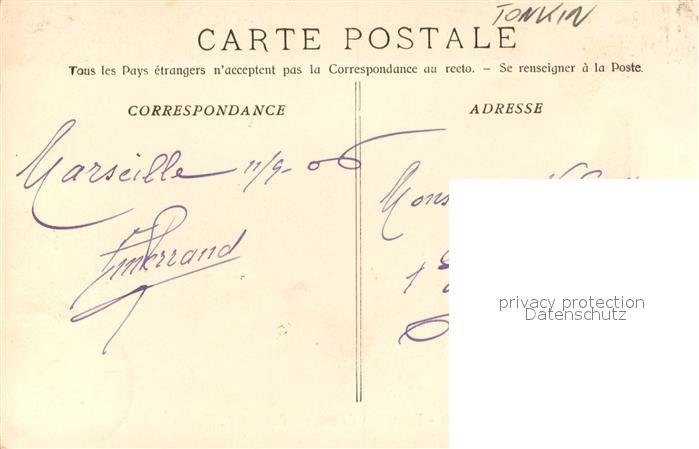 TONKIN
CARTE POSTALE
Tous les Pays étrangers n'acceptent pas la Correspondance au recto. – Se renseigner à la Poste.
CORRESPONDANCE
ADRESSE
Marseille 11/9-06
privacy protection
Datenschutz